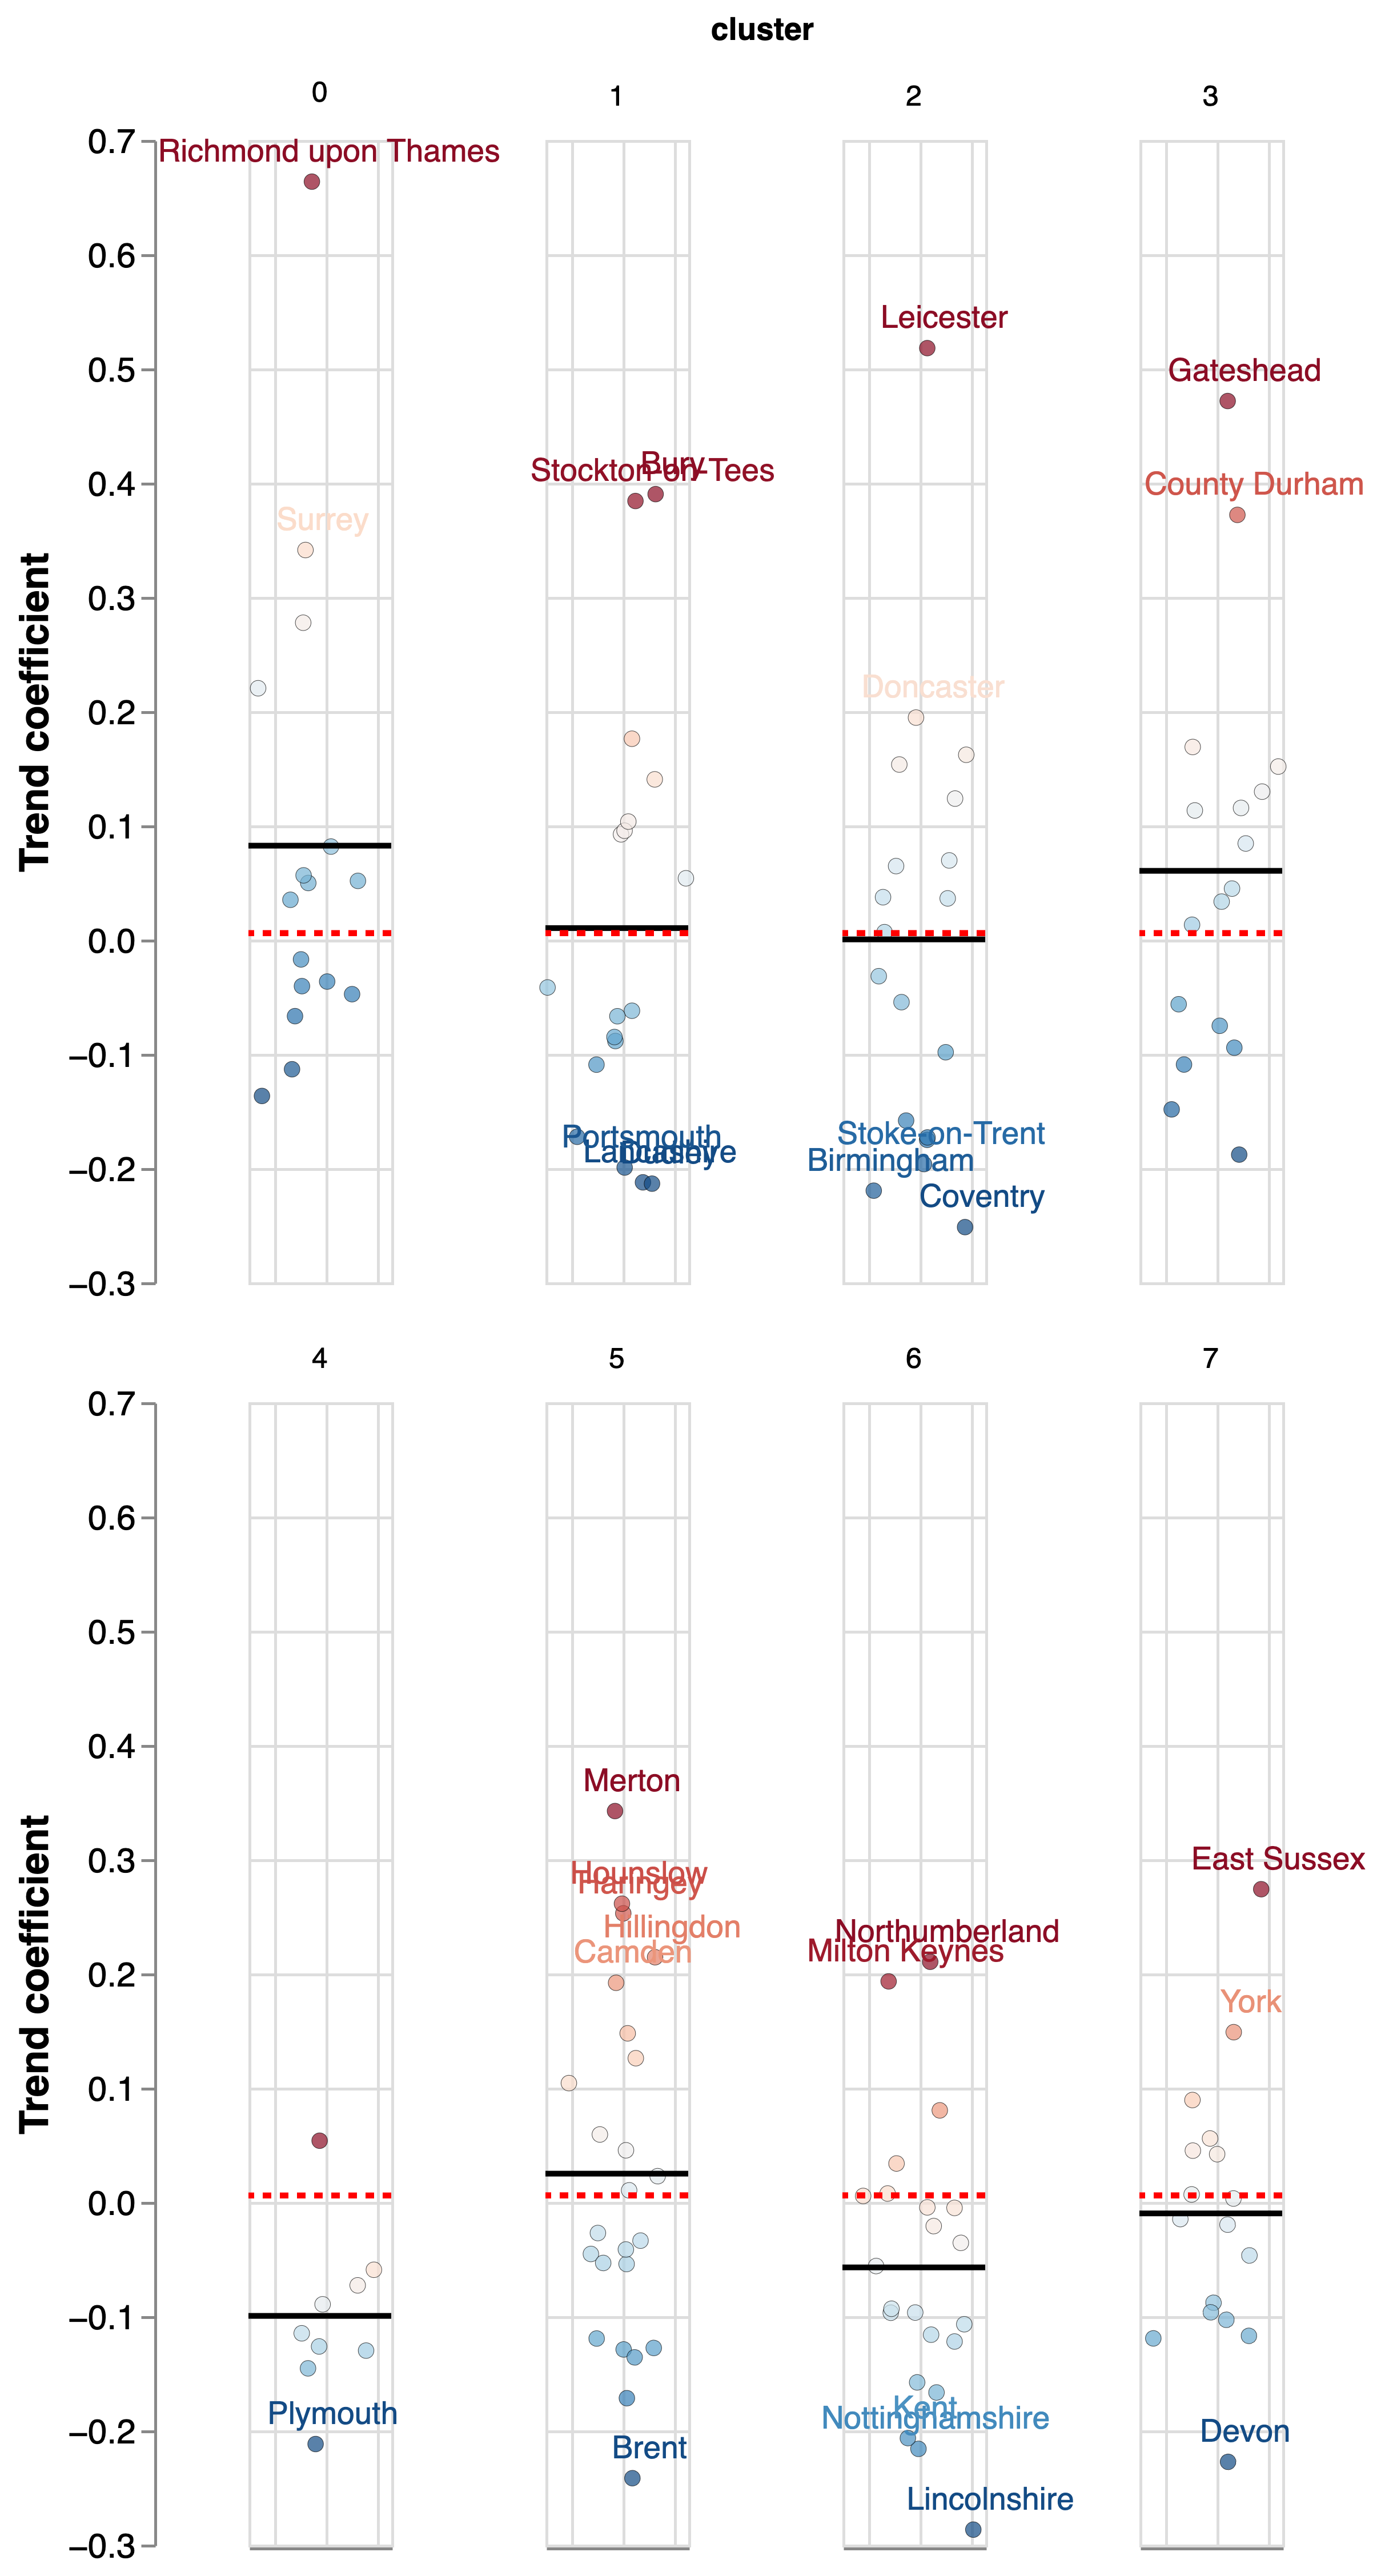 cluster
0 1 2 3
Trend coefficient
0.7
0.6
0.5
0.4
0.3
0.2
0.1
0.0
−0.1
−0.2
−0.3
Richmond upon Thames
Surrey
Bury
Stockton-on-Tees
Portsmouth
Lancashire
Dudley
Leicester
Doncaster
Stoke-on-Trent
Birmingham
Coventry
Gateshead
County Durham
4 5 6 7
Trend coefficient
0.7
0.6
0.5
0.4
0.3
0.2
0.1
0.0
−0.1
−0.2
−0.3
Plymouth
Merton
Hounslow
Haringey
Hillingdon
Camden
Brent
Northumberland
Milton Keynes
Kent
Nottinghamshire
Lincolnshire
East Sussex
York
Devon